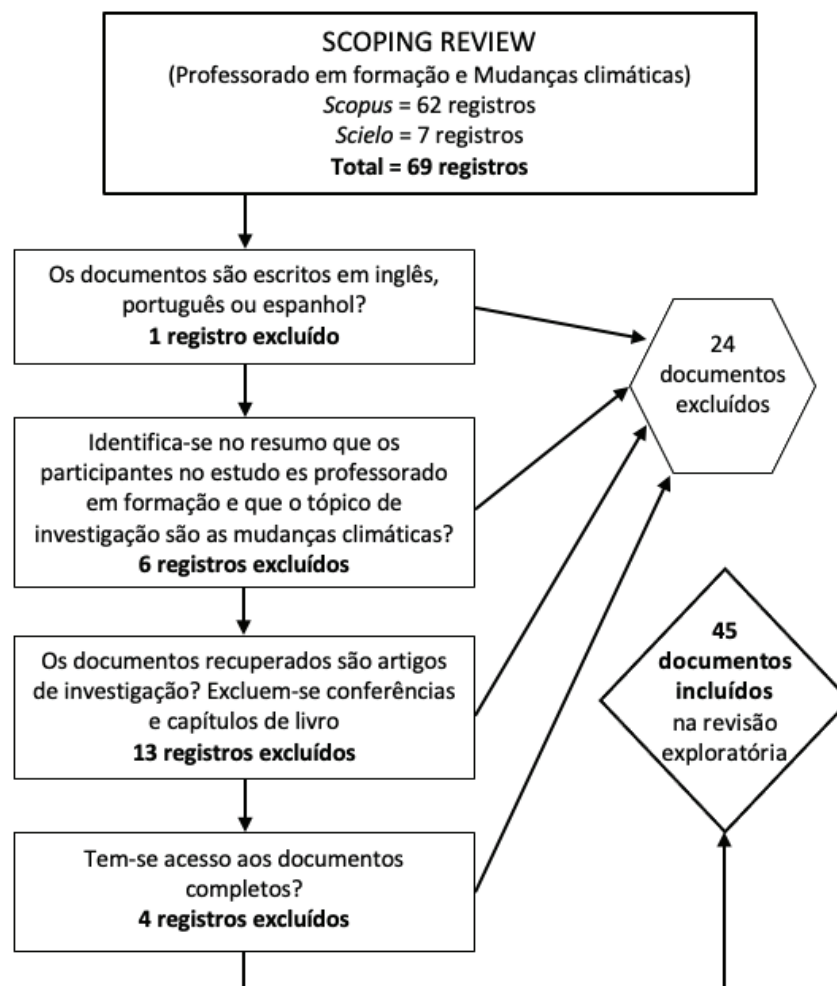 SCOPING REVIEW
(Professorado em formação e Mudanças climáticas)
Scopus = 62 registros
Scielo = 7 registros
Total = 69 registros
Os documentos são escritos em inglês,
português ou espanhol?
1 registro excluído
24
documentos
excluídos
Identifica-se no resumo que os
participantes no estudo es professorado
em formação e que o tópico de
investigação são as mudanças climáticas?
6 registros excluídos
Os documentos recuperados são artigos
de investigação? Excluem-se conferências
e capítulos de livro
13 registros excluídos
45
documentos
incluídos
na revisão
exploratória
Tem-se acesso aos documentos
completos?
4 registros excluídos